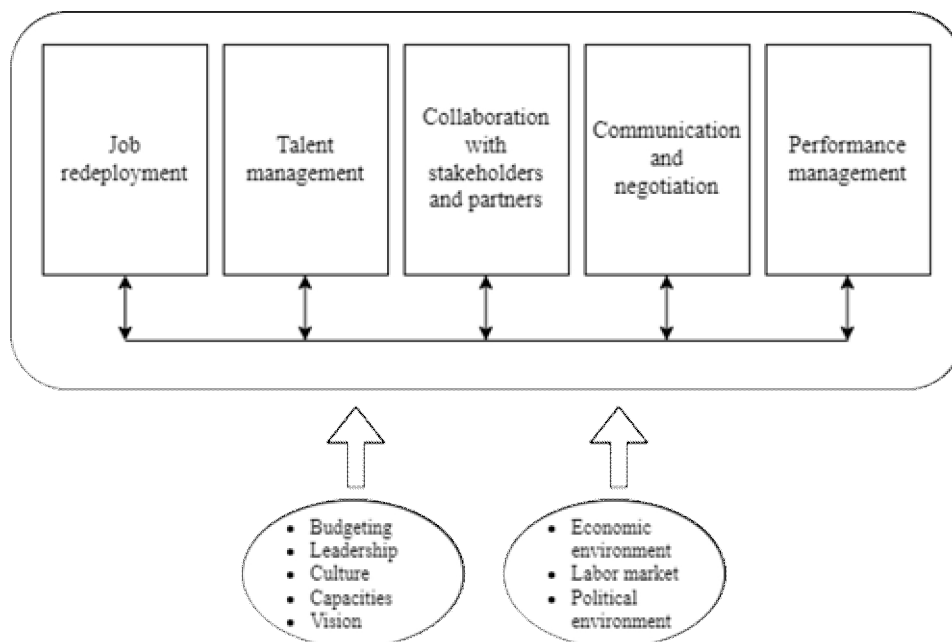 Job
redeployment
Talent
management
Collaboration
with
stakeholders
and partners
Communication
and
negotiation
Performance
management
• Budgeting
• Leadership
• Culture
• Capacities
• Vision
• Economic
environment
• Labor market
• Political
environment